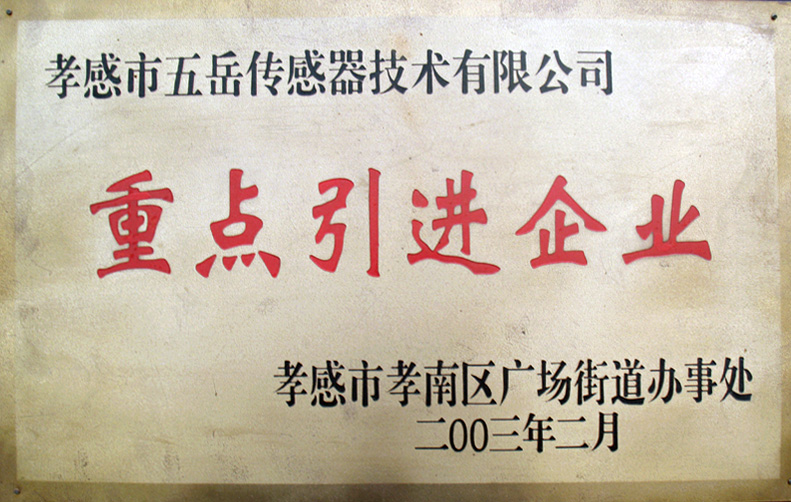 孝感市五岳传感器技术有限公司
重点引进企业
孝感市孝南区广场街道办事处
二00三年二月